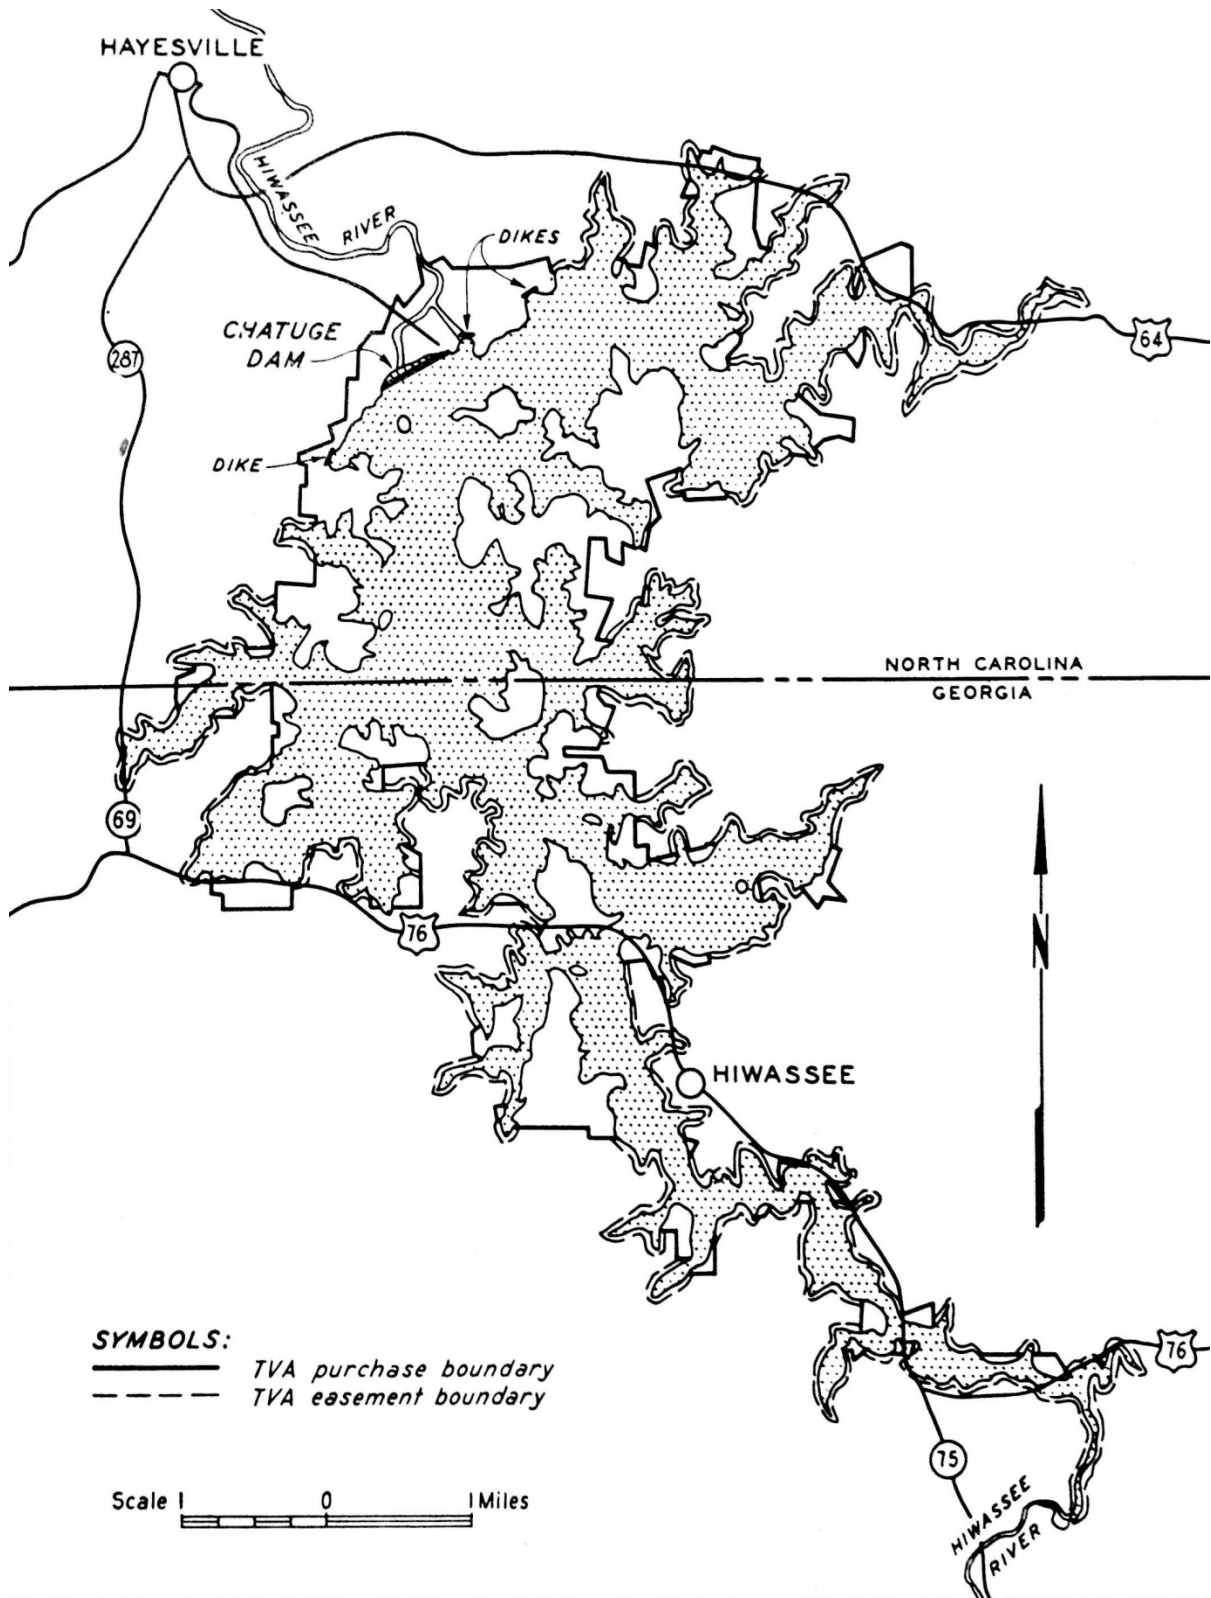 HAYESVILLE
HIWASSEE
RIVER
DIKES
CHATUGE
DAM
64
287
DIKE
NORTH CAROLINA
GEORGIA
69
76
N
HIWASSEE
SYMBOLS:
TVA purchase boundary
TVA easement boundary
76
75
Scale 1 0 1 Miles
HIWASSEE
RIVER